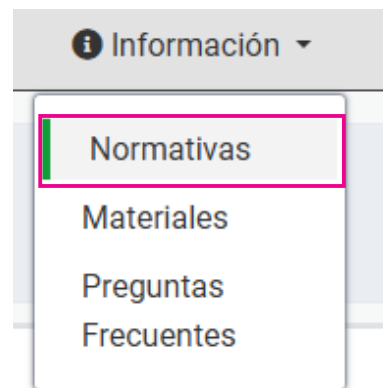 Información
Normativas
Materiales
Preguntas
Frecuentes